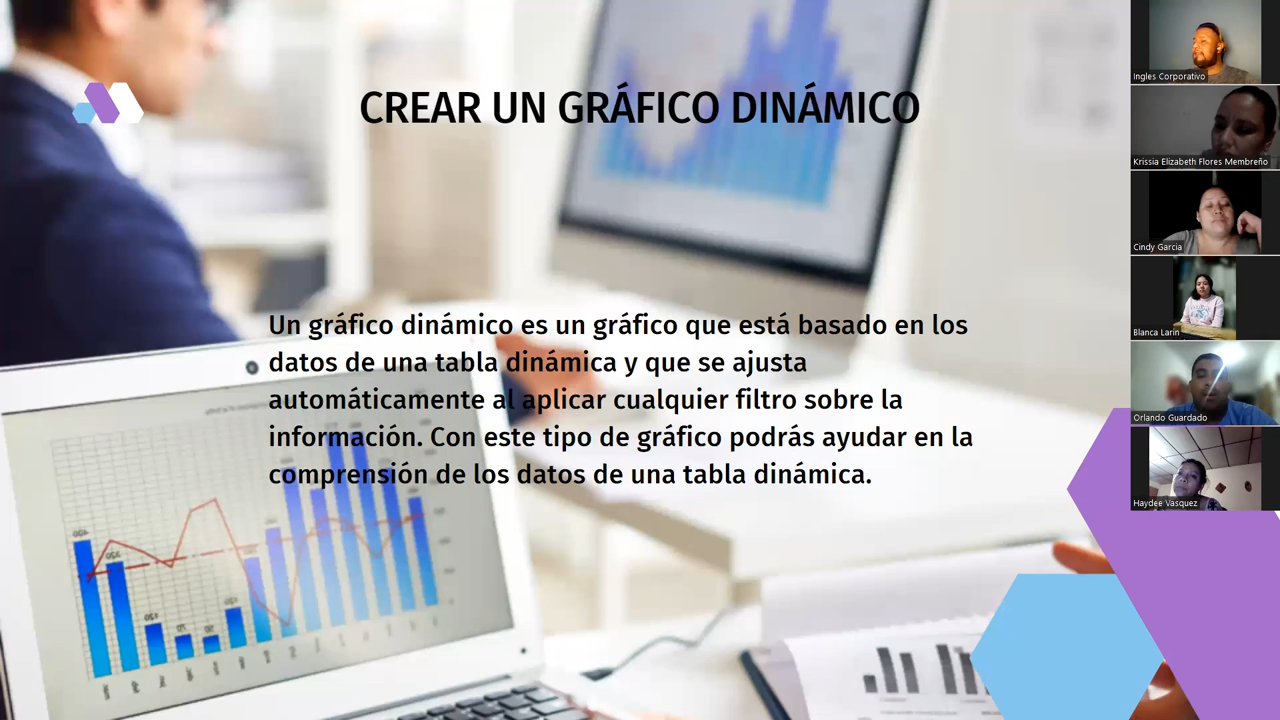 CREAR UN GRÁFICO DINÁMICO
Un gráfico dinámico es un gráfico que está basado en los
datos de una tabla dinámica y que se ajusta
automáticamente al aplicar cualquier filtro sobre la
información. Con este tipo de gráfico podrás ayudar en la
comprensión de los datos de una tabla dinámica.
Ingles Corporativo
Krissia Elizabeth Flores Membreño
Cindy Garcia
Blanca Larin
Orlando Guardado
Haydee Vasquez